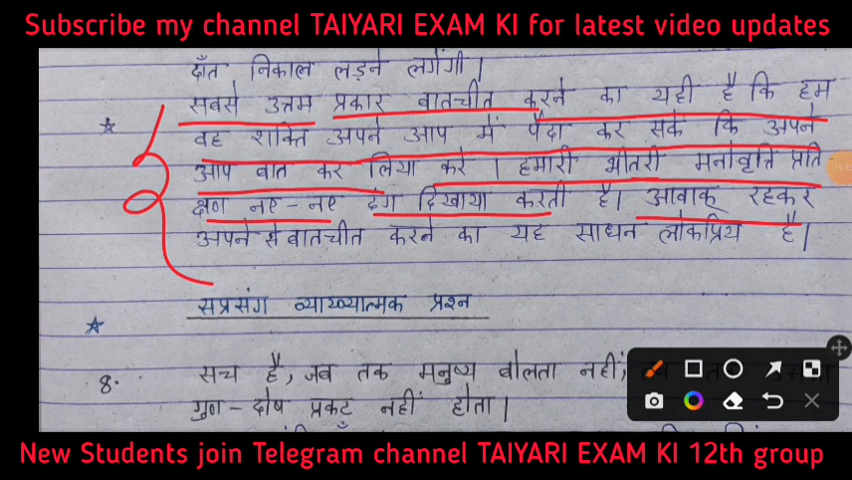 Subscribe my channel TAIYARI EXAM KI for latest video updates
दाँत निकाल लड़ने लगेंगी।
सबसे उत्तम प्रकार बातचीत करने का यही है कि हम
वह शक्ति अपने आप में पैदा कर सकें कि अपने
आप बात कर लिया करें । हमारी भीतरी मनोवृत्ति प्रति
क्षण नए - नए रंग दिखाया करती है। आवाक् रहकर
अपने से बातचीत करने का यह साधन लोकप्रिय है।
सप्रसंग व्याख्यात्मक प्रश्न
8. सच है, जब तक मनुष्य बोलता नहीं,
गुण - दोष प्रकट नहीं होता।
New Students join Telegram channel TAIYARI EXAM KI 12th group